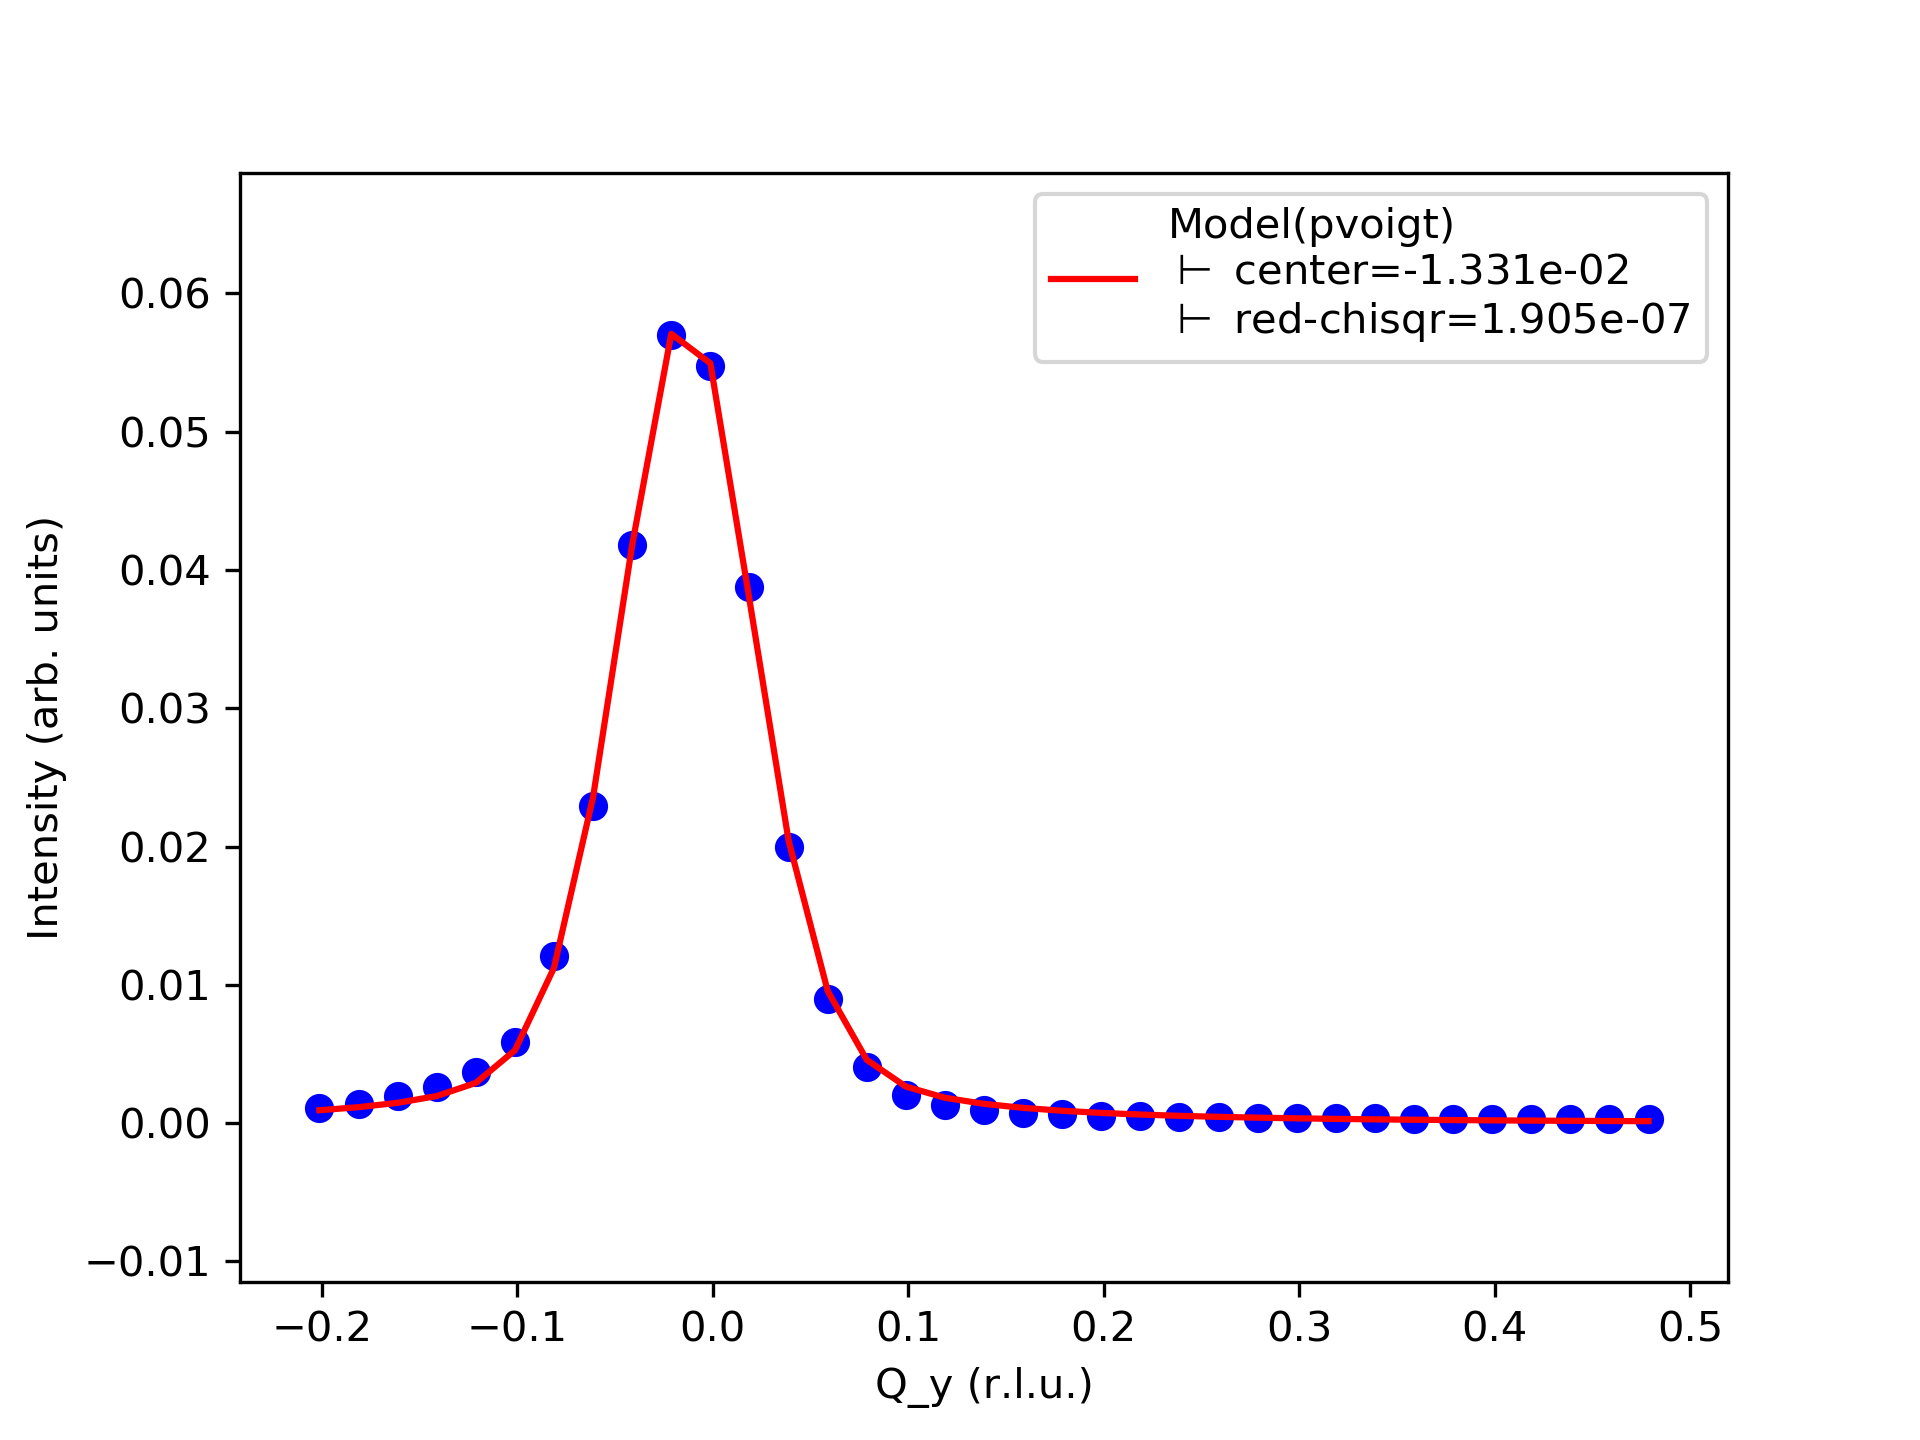 Model(pvoigt)
⊢ center=-1.331e-02
⊢ red-chisqr=1.905e-07
0.06
0.05
0.04
0.03
0.02
0.01
0.00
−0.01
Intensity (arb. units)
−0.2 −0.1 0.0 0.1 0.2 0.3 0.4 0.5
Q_y (r.l.u.)